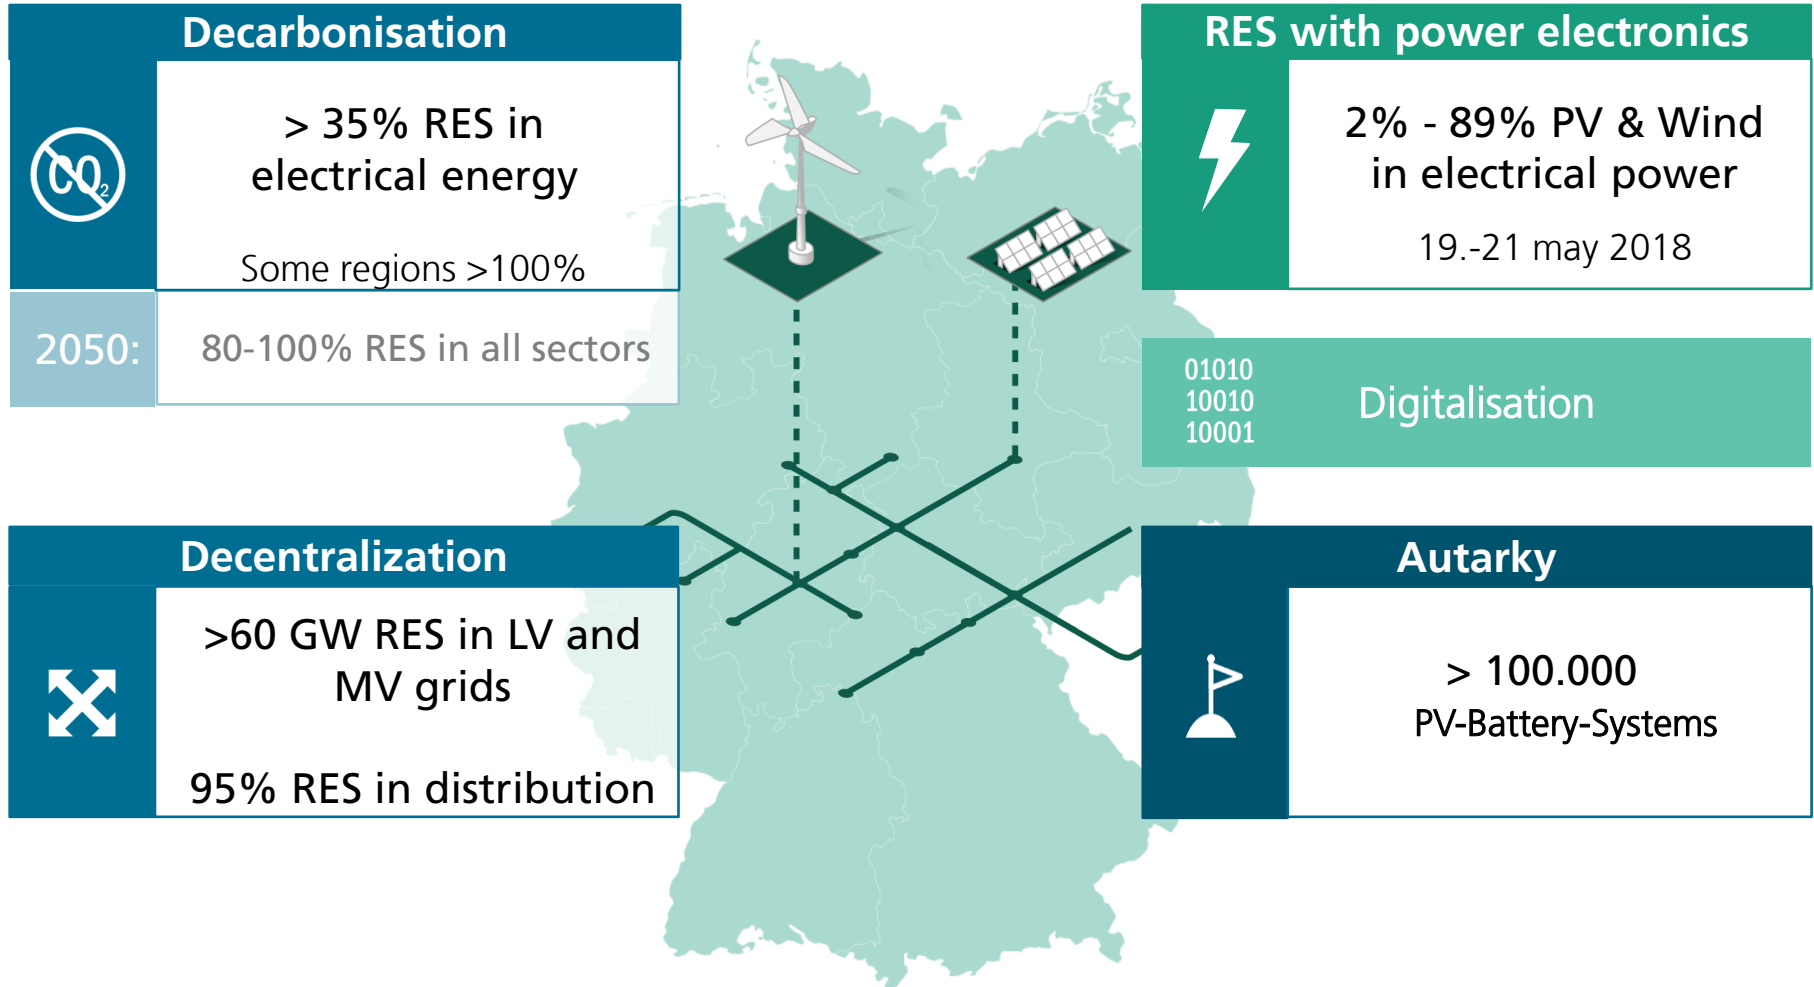 Decarbonisation
> 35% RES in
electrical energy
Some regions >100%
CO2
2050:
80-100% RES in all sectors
RES with power electronics
2% - 89% PV & Wind
in electrical power
19.-21 may 2018
01010
10010
10001
Digitalisation
Decentralization
>60 GW RES in LV and
MV grids
95% RES in distribution
Autarky
> 100.000
PV-Battery-Systems